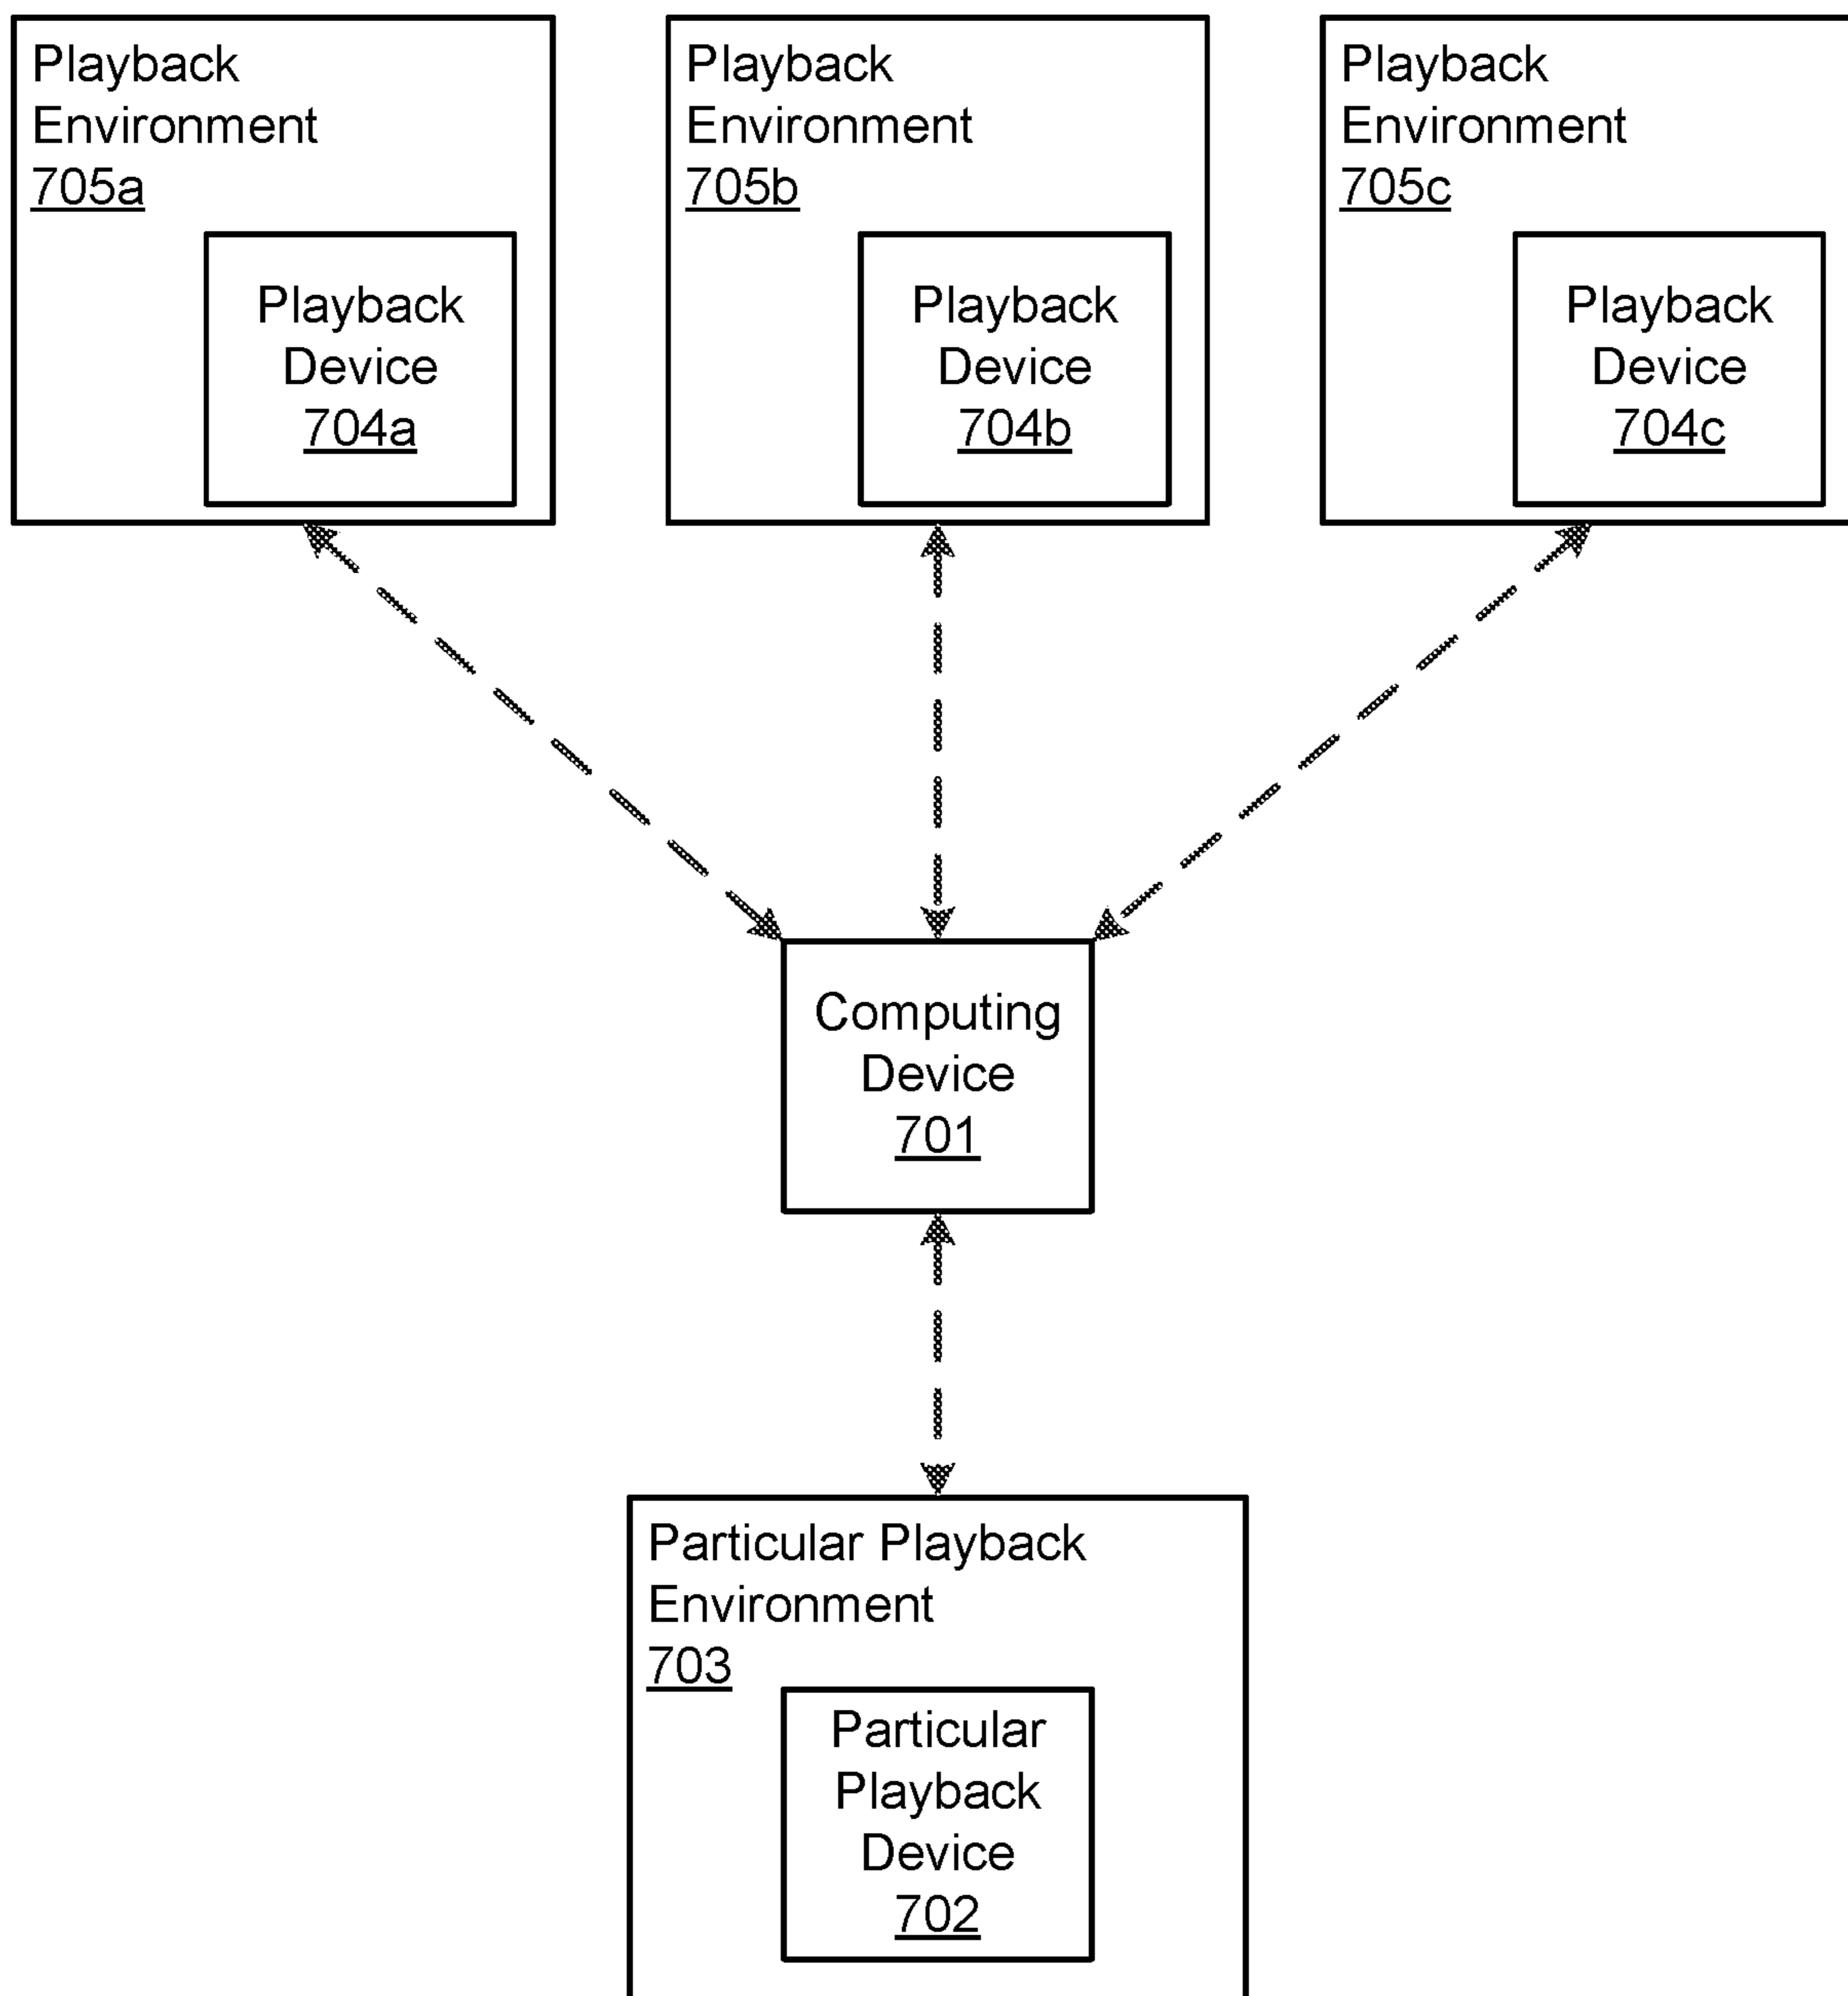 Playback
Environment
705a
Playback
Device
704a
Playback
Environment
705b
Playback
Device
704b
Playback
Environment
705c
Playback
Device
704c
Computing
Device
701
Particular Playback
Environment
703
Particular
Playback
Device
702